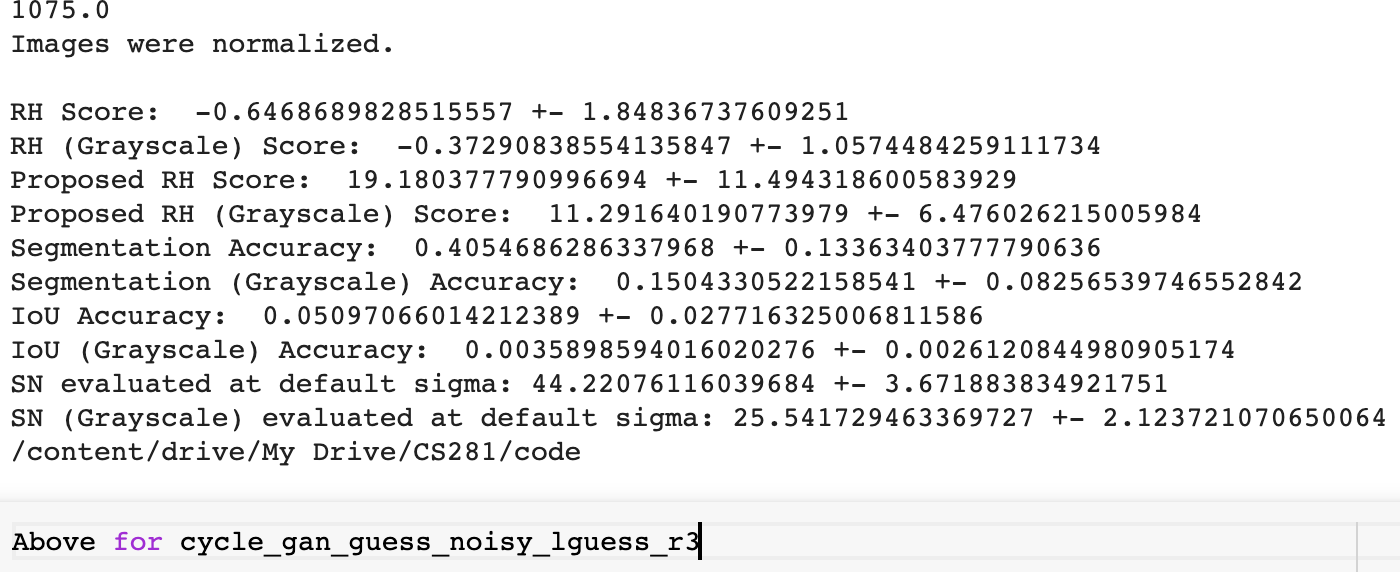 1075.0
Images were normalized.
RH Score:  -0.6468689828515557 +- 1.84836737609251
RH (Grayscale) Score:  -0.37290838554135847 +- 1.0574484259111734
Proposed RH Score:  19.180377790996694 +- 11.494318600583929
Proposed RH (Grayscale) Score:  11.291640190773979 +- 6.476026215005984
Segmentation Accuracy:  0.4054686286337968 +- 0.13363403777790636
Segmentation (Grayscale) Accuracy:  0.1504330522158541 +- 0.08256539746552842
IoU Accuracy:  0.05097066014212389 +- 0.027716325006811586
IoU (Grayscale) Accuracy:  0.0035898594016020276 +- 0.0026120844980905174
SN evaluated at default sigma: 44.22076116039684 +- 3.671883834921751
SN (Grayscale) evaluated at default sigma: 25.541729463369727 +- 2.123721070650064
/content/drive/My Drive/CS281/code
Above for cycle_gan_guess_noisy_lguess_r3